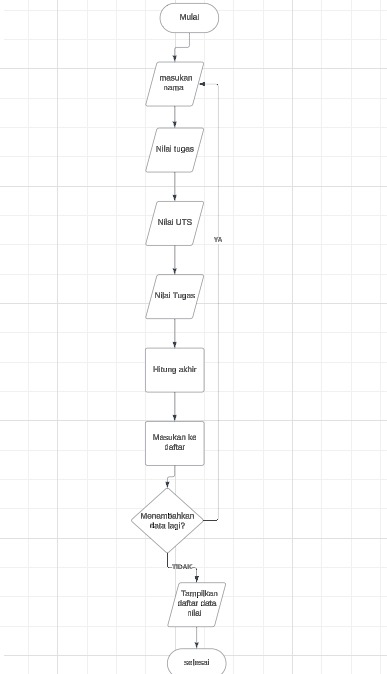 Mulai
masukan
nama
Nilai tugas
Nilai UTS
YA
Nilai Tugas
Hitung akhir
Masukan ke
daftar
Menambahkan
data lagi?
TIDAK
Tampilkan
daftar data
nilai
selesai